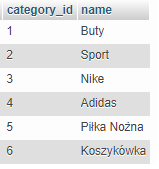 category_id name
1 Buty
2 Sport
3 Nike
4 Adidas
5 Piłka Nożna
6 Koszykówka